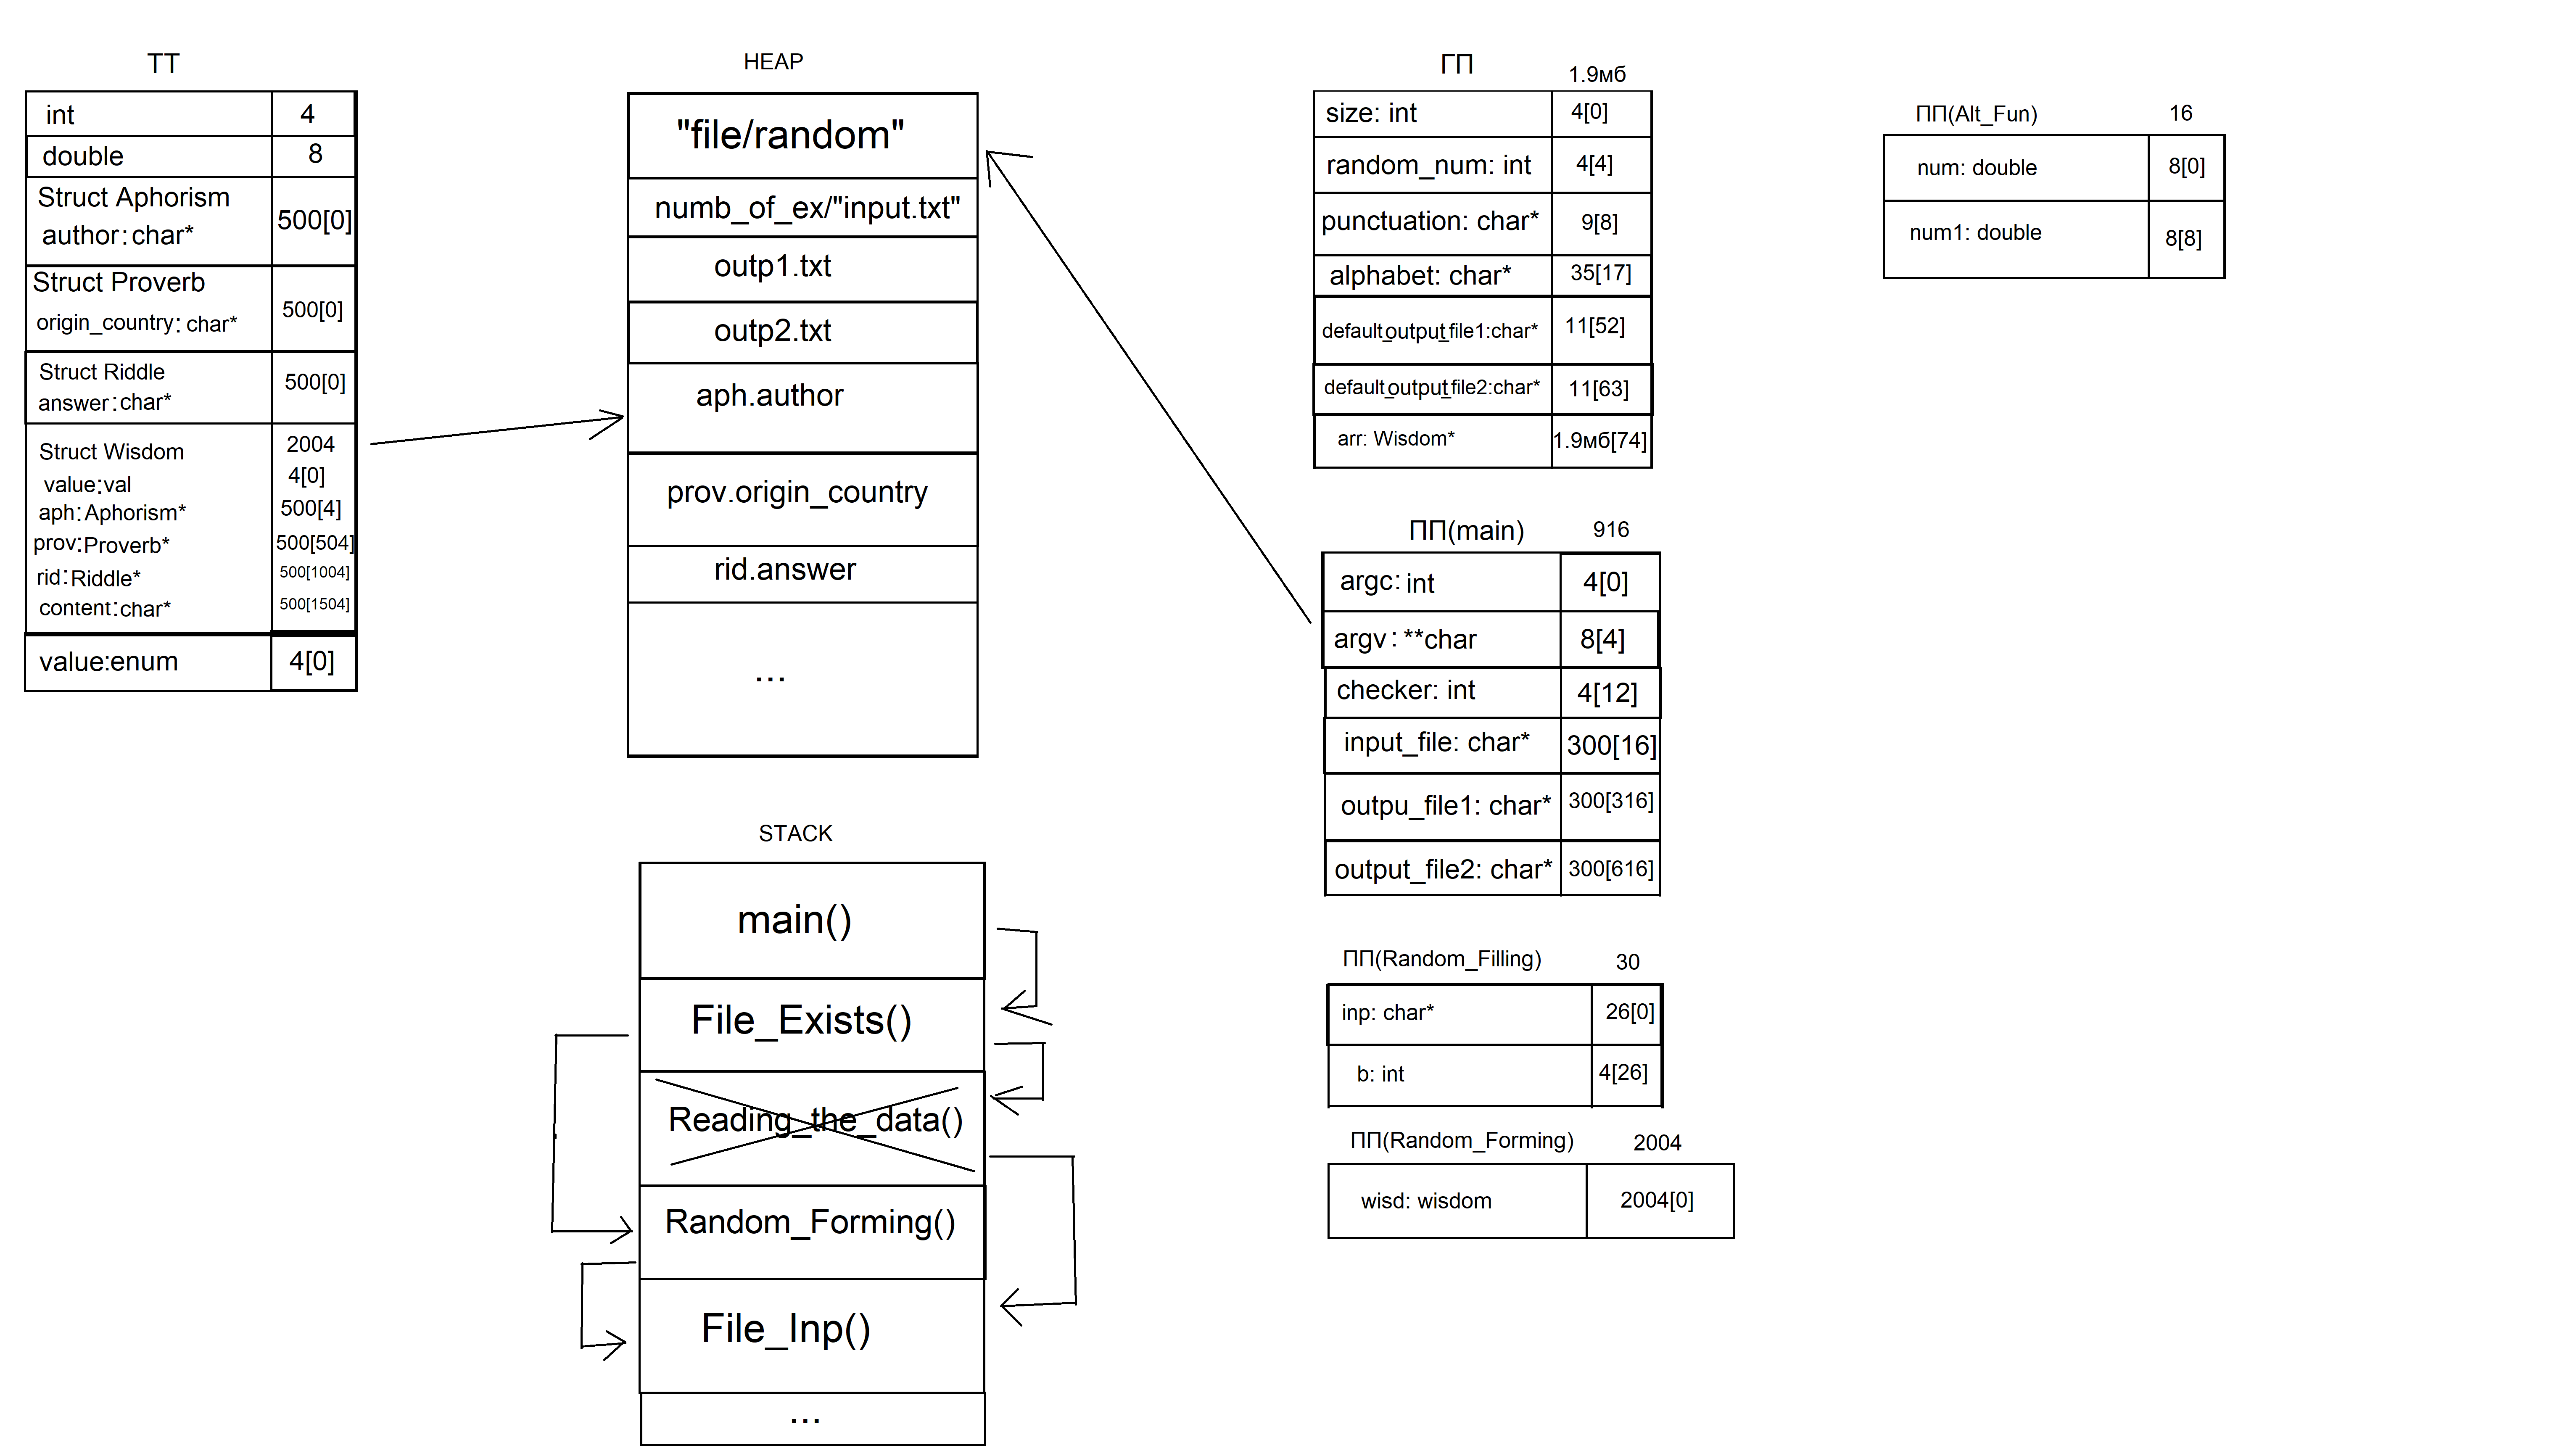 TT
int 4
double 8
Struct Aphorism
author: char* 500[0]
Struct Proverb
origin_country: char* 500[0]
Struct Riddle
answer: char* 500[0]
Struct Wisdom 2004
value:val 4[0]
aph:Aphorism* 500[4]
prov:Proverb* 500[504]
rid:Riddle* 500[1004]
content:char* 500[1504]
value:enum 4[0]
HEAP
"file/random"
numb_of_ex/"input.txt"
outp1.txt
outp2.txt
aph.author
prov.origin_country
rid.answer
...
STACK
main()
File_Exists()
Reading_the_data()
Random_Forming()
File_Inp()
...
ГП 1.9мб
size: int 4[0]
random_num: int 4[4]
punctuation: char* 9[8]
alphabet: char* 35[17]
default_output_file1:char* 11[52]
default_output_file2:char* 11[63]
arr: Wisdom* 1.9мб[74]
ПП(main) 916
argc: int 4[0]
argv: **char 8[4]
checker: int 4[12]
input_file: char* 300[16]
outpu_file1: char* 300[316]
output_file2: char* 300[616]
ПП(Random_Filling) 30
inp: char* 26[0]
b: int 4[26]
ПП(Random_Forming) 2004
wisd: wisdom 2004[0]
ПП(Alt_Fun) 16
num: double 8[0]
num1: double 8[8]